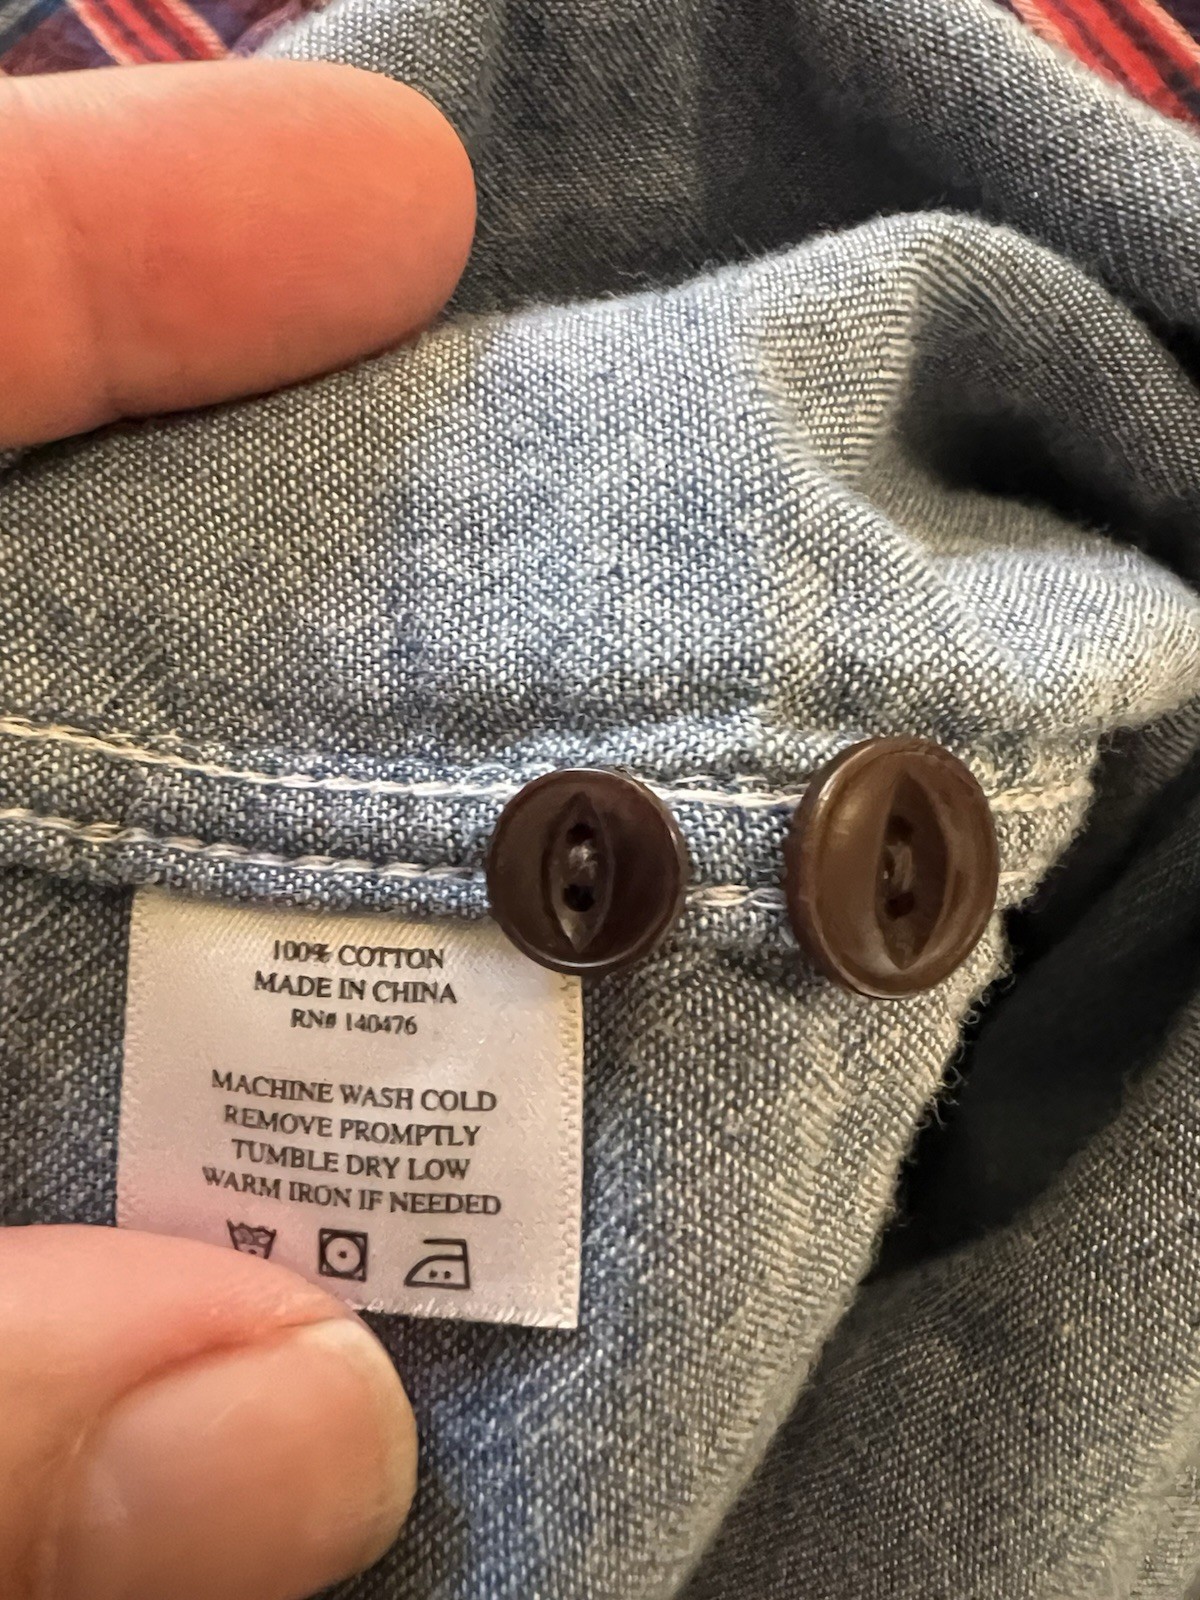 100% COTTON
MADE IN CHINA
RN# 140476
MACHINE WASH COLD
REMOVE PROMPTLY
TUMBLE DRY LOW
WARM IRON IF NEEDED